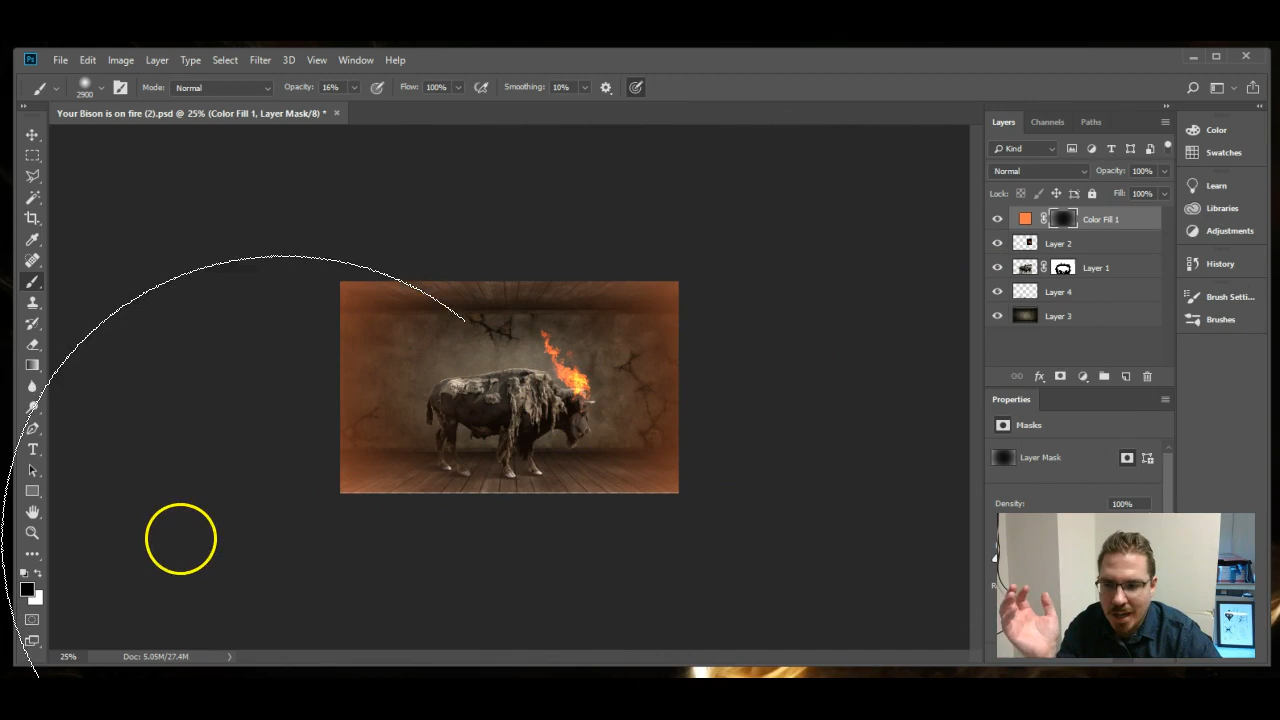 Ps File Edit Image Layer Type Select Filter 3D View Window Help
2900 Mode: Normal Opacity: 16% Flow: 100% Smoothing: 10%
Your Bison is on fire (2).psd @ 25% (Color Fill 1, Layer Mask/8) * ×
Layers Channels Paths
Kind
Normal Opacity: 100%
Lock: Fill: 100%
Color Fill 1
Layer 2
Layer 1
Layer 4
Layer 3
fx
Properties
Masks
Layer Mask
Density: 100%
Color
Swatches
Learn
Libraries
Adjustments
History
Brush Setti...
Brushes
25% Doc: 5.05M/27.4M